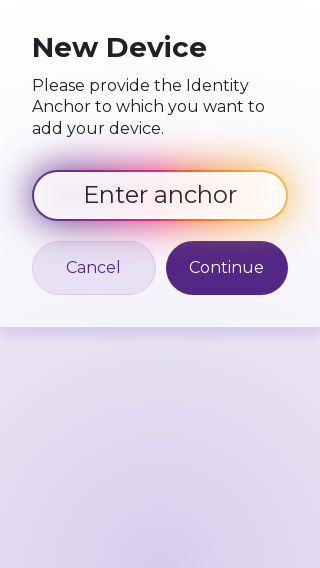 New Device
Please provide the Identity
Anchor to which you want to
add your device.
Enter anchor
Cancel
Continue